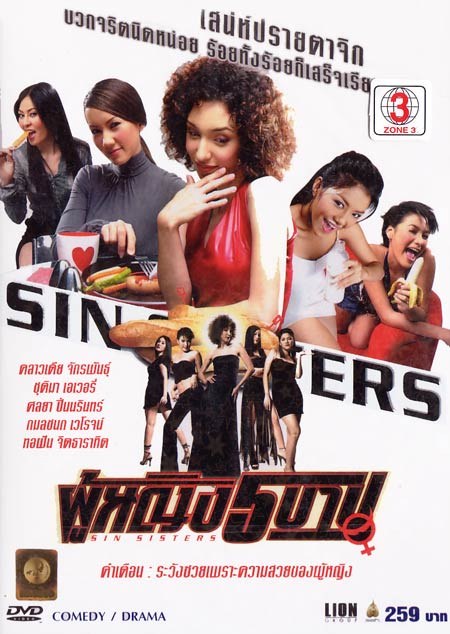 เสน่ห์ปรายตาจิก
บวกจริตนิดหน่อย ร้อยทั้งร้อยก็เสร็จเรีย
3
ZONE 3
SIN SISTERS
คลาวเดีย จักรพันธุ์
ชุติมา เอเวอรี่
ดลยา ปิ่นนรินทร์
กมลชนก เวโรจน์
ทอฝัน จิตธาราทิต
ผู้หญิง 5 บาป
SIN SISTERS
คำเตือน : ระวังซวยเพราะความสวยของผู้หญิง
DVD
VIDEO
COMEDY / DRAMA
LION
GROUP
259 บาท